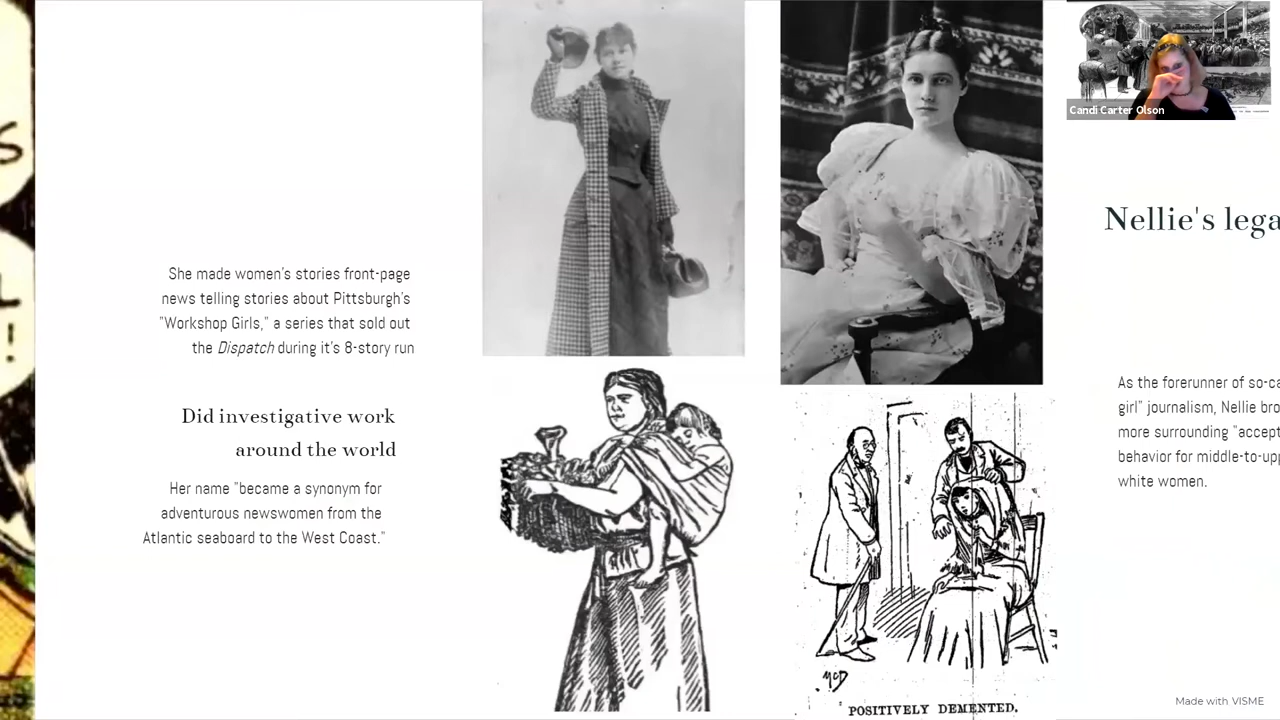 Candi Carter Olson
She made women's stories front-page
news telling stories about Pittsburgh's
"Workshop Girls," a series that sold out
the Dispatch during it's 8-story run
Did investigative work
around the world
Her name "became a synonym for
adventurous newswomen from the
Atlantic seaboard to the West Coast."
McD
POSITIVELY DEMENTED.
Nellie's lega
As the forerunner of so-ca
girl" journalism, Nellie bro
more surrounding "accept
behavior for middle-to-upp
white women.
Made with VISME